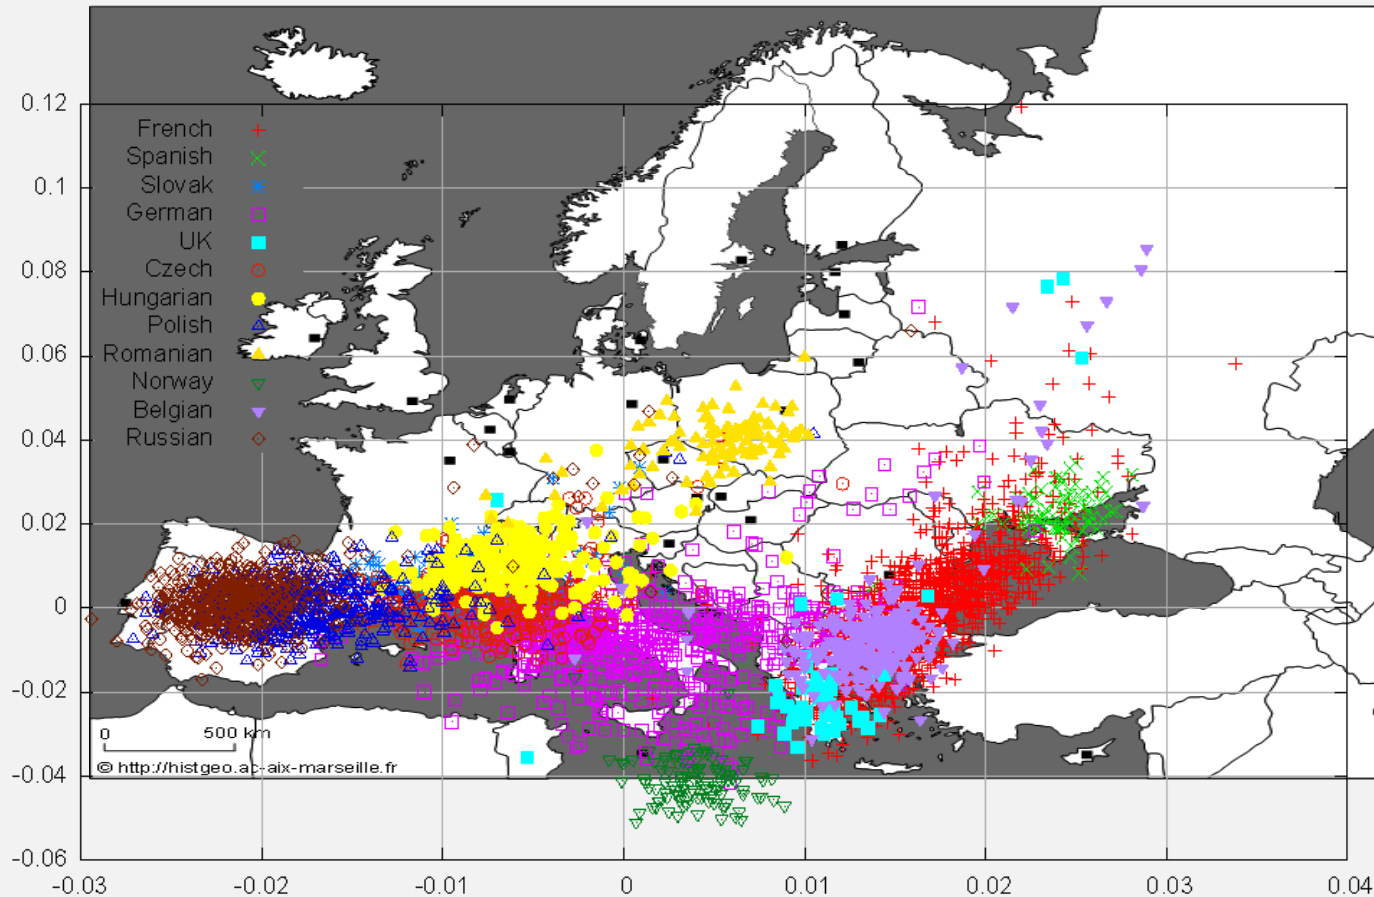 0.12
0.1
0.08
0.06
0.04
0.02
0
-0.02
-0.04
-0.06
French
Spanish
Slovak
German
UK
Czech
Hungarian
Polish
Romanian
Norway
Belgian
Russian
0 500 km
© http://histgeo.ac-aix-marseille.fr
-0.03 -0.02 -0.01 0 0.01 0.02 0.03 0.04